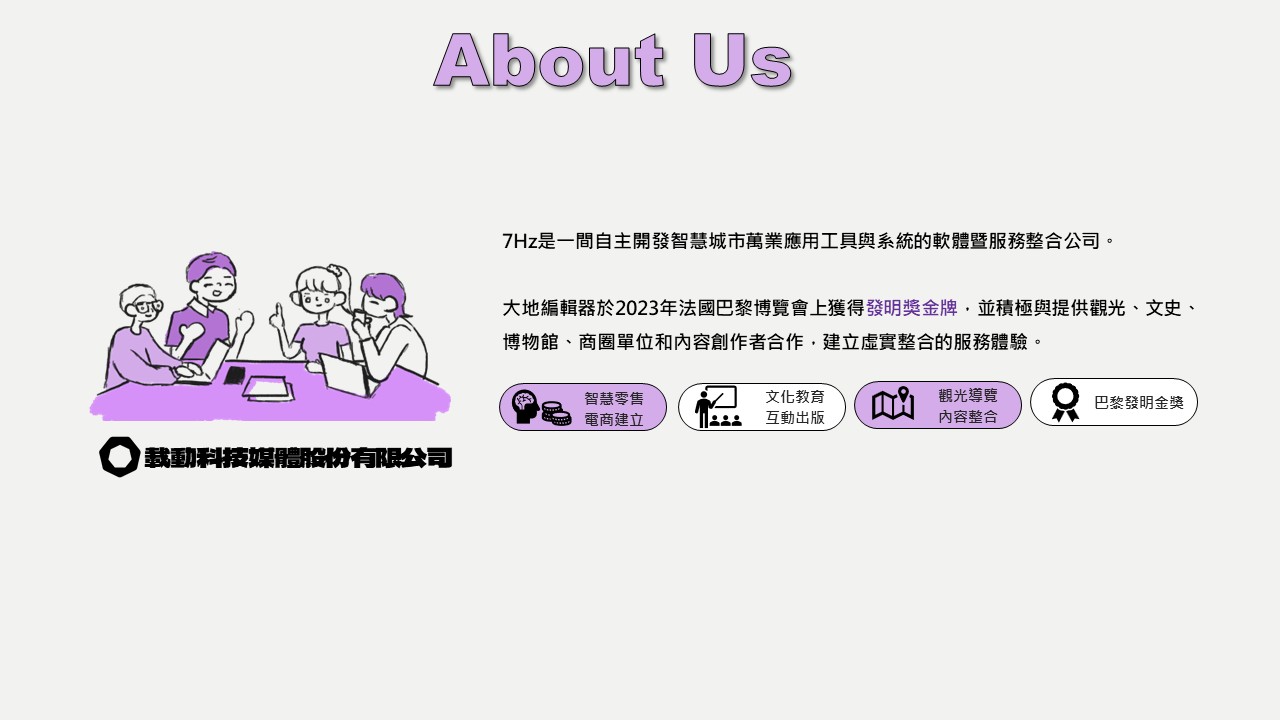 About Us
7Hz是一間自主開發智慧城市萬業應用工具與系統的軟體暨服務整合公司。
大地編輯器於2023年法國巴黎博覽會上獲得發明獎金牌，並積極與提供觀光、文史、
博物館、商圈單位和內容創作者合作，建立虛實整合的服務體驗。
智慧零售
電商建立
文化教育
互動出版
觀光導覽
內容整合
巴黎發明金獎
載動科技媒體股份有限公司